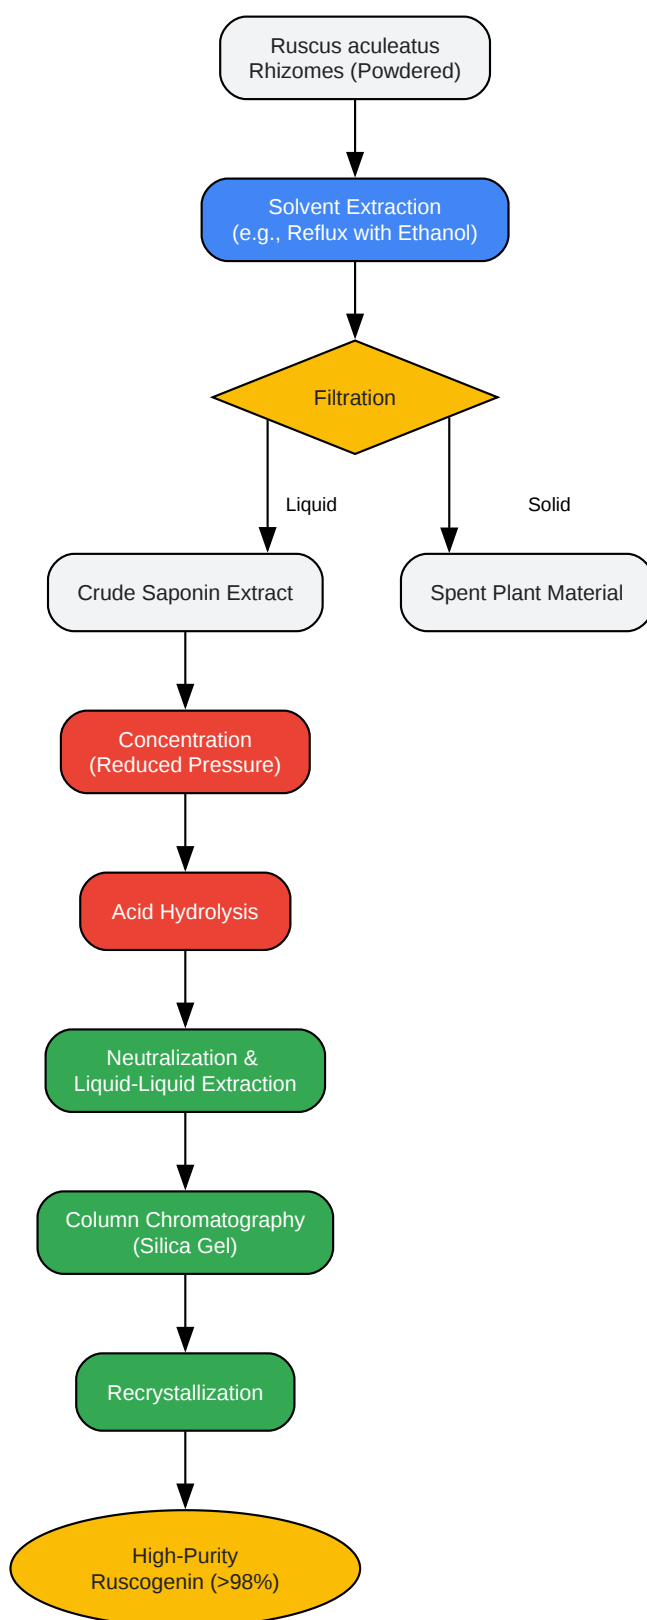 Ruscus aculeatus
Rhizomes (Powdered)
Solvent Extraction
(e.g., Reflux with Ethanol)
Filtration
Liquid
Solid
Crude Saponin Extract
Spent Plant Material
Concentration
(Reduced Pressure)
Acid Hydrolysis
Neutralization &
Liquid-Liquid Extraction
Column Chromatography
(Silica Gel)
Recrystallization
High-Purity
Ruscogenin (>98%)